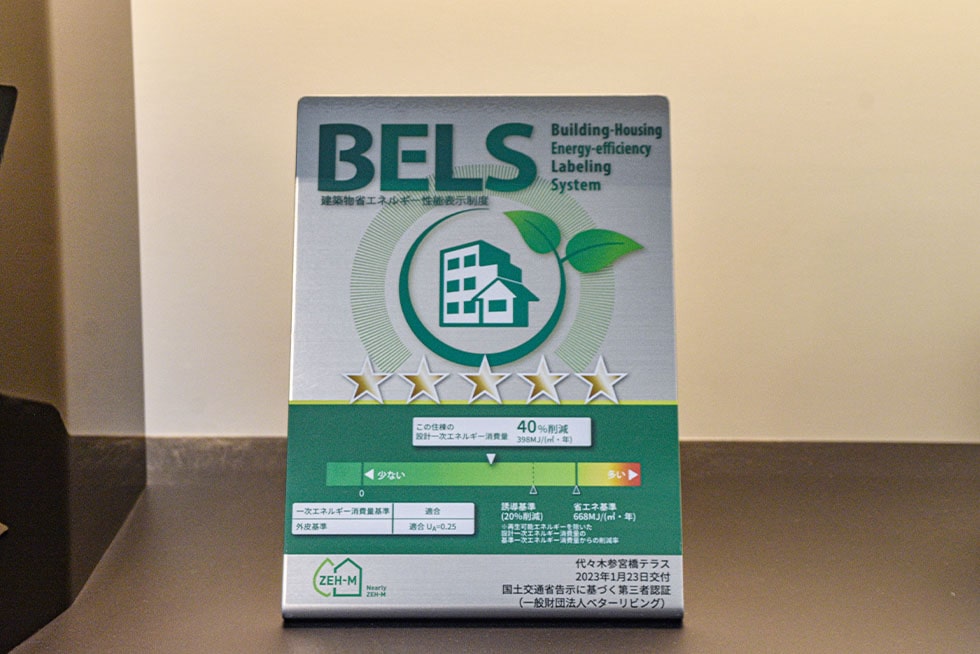 BELS
Building-Housing
Energy-efficiency
Labeling
System
建築物省エネルギー性能表示制度
この住棟の
設計一次エネルギー消費量
40%削減
398MJ/(㎡・年)
少ない
多い
0
誘導基準
(20%削減)
省エネ基準
668MJ/(㎡・年)
※再生可能エネルギーを除いた
設計一次エネルギー消費量の
基準一次エネルギー消費量からの削減率
一次エネルギー消費量基準 適合
外皮基準 適合 UA=0.25
ZEH-M
Nearly
ZEH-M
代々木参宮橋テラス
2023年1月23日交付
国土交通省告示に基づく第三者認証
(一般財団法人ベターリビング)